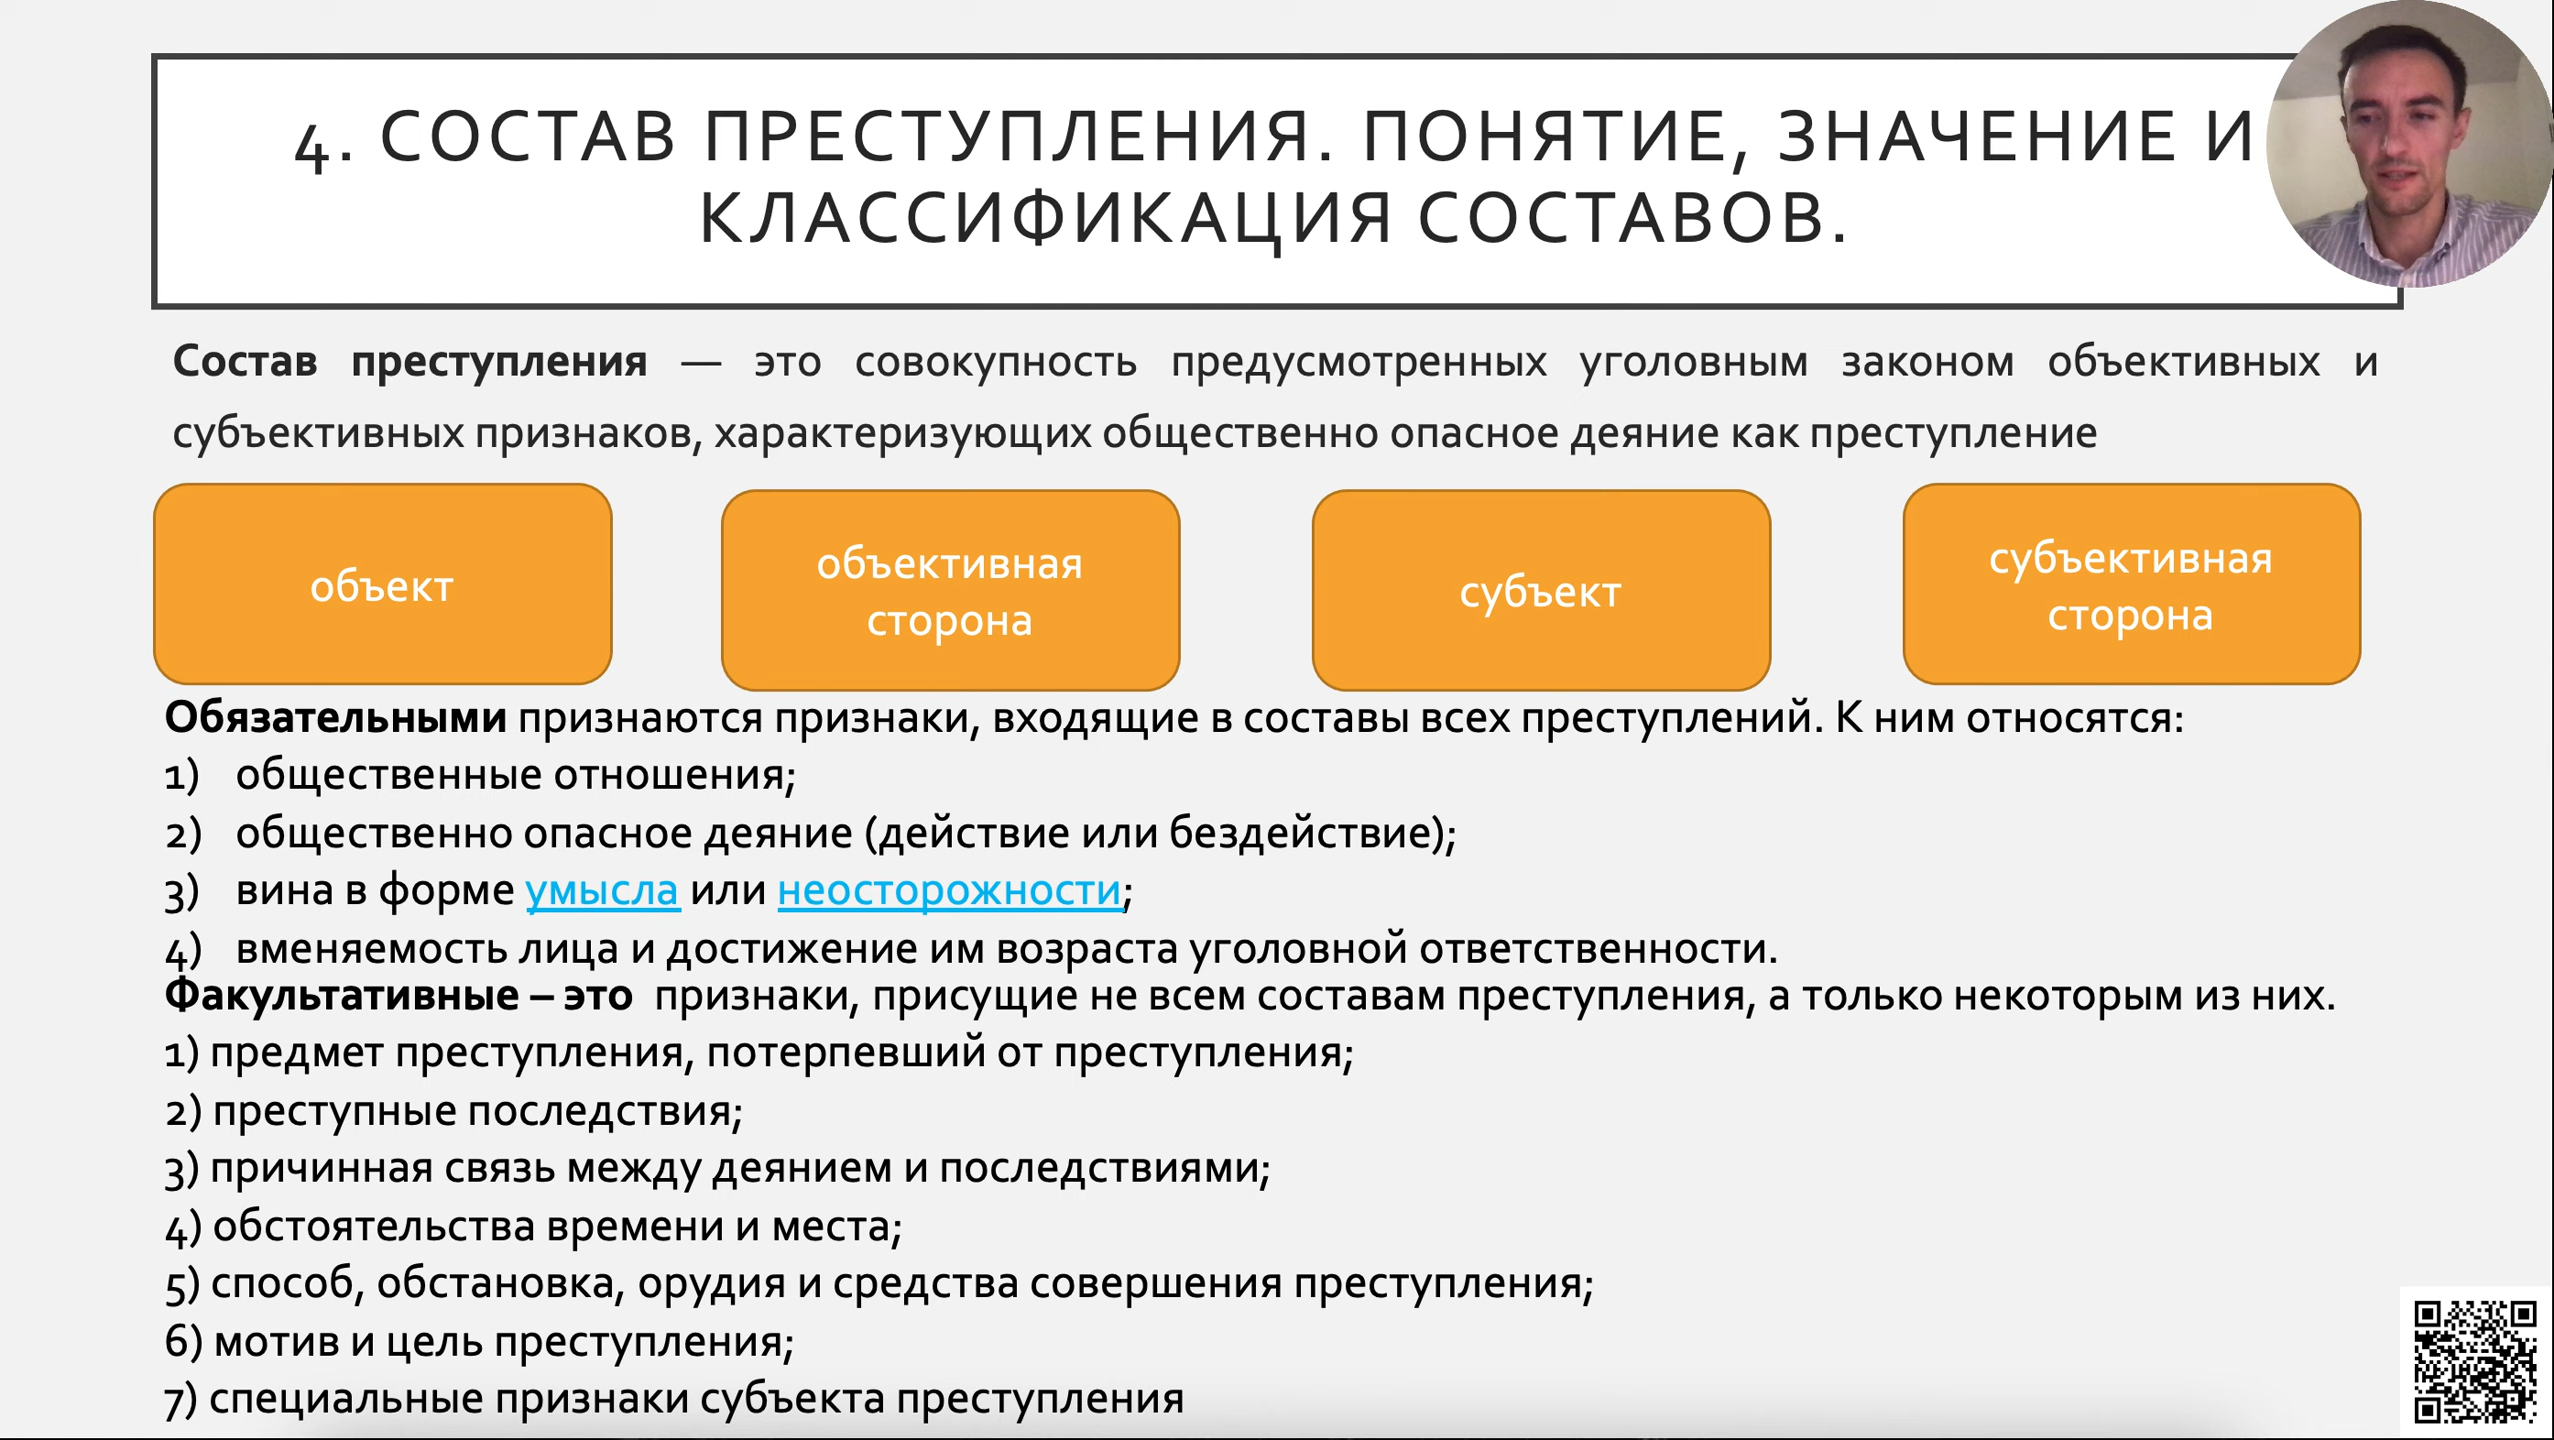 4. СОСТАВ ПРЕСТУПЛЕНИЯ. ПОНЯТИЕ, ЗНАЧЕНИЕ И
КЛАССИФИКАЦИЯ СОСТАВОВ.
Состав преступления — это совокупность предусмотренных уголовным законом объективных и
субъективных признаков, характеризующих общественно опасное деяние как преступление
объект
объективная
сторона
субъект
субъективная
сторона
Обязательными признаются признаки, входящие в составы всех преступлений. К ним относятся:
1) общественные отношения;
2) общественно опасное деяние (действие или бездействие);
3) вина в форме умысла или неосторожности;
4) вменяемость лица и достижение им возраста уголовной ответственности.
Факультативные – это признаки, присущие не всем составам преступления, а только некоторым из них.
1) предмет преступления, потерпевший от преступления;
2) преступные последствия;
3) причинная связь между деянием и последствиями;
4) обстоятельства времени и места;
5) способ, обстановка, орудия и средства совершения преступления;
6) мотив и цель преступления;
7) специальные признаки субъекта преступления